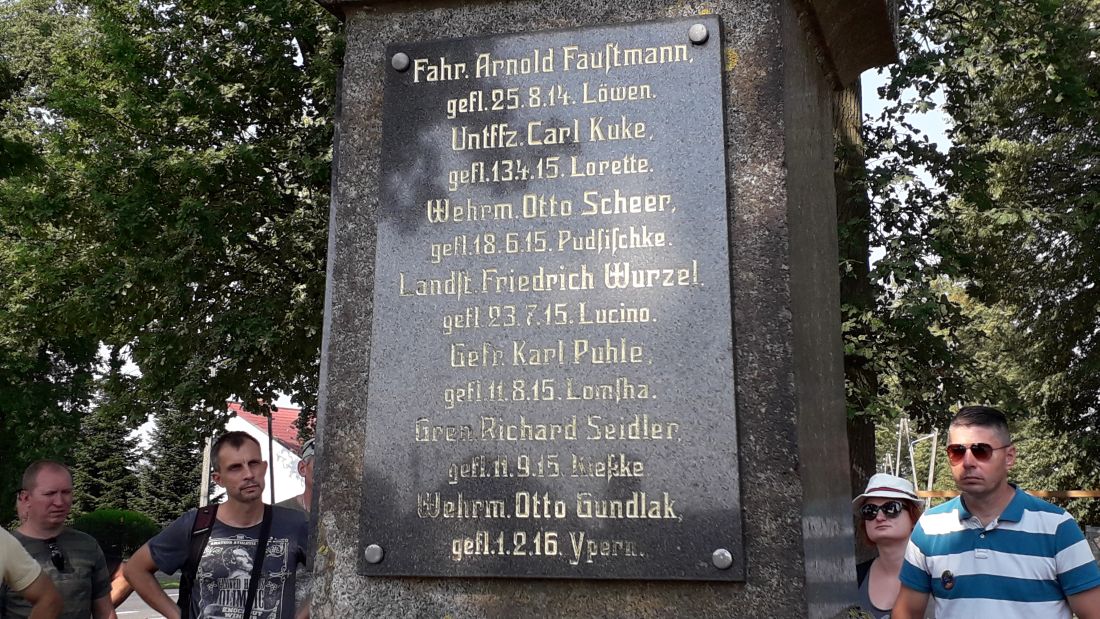 Fahr. Arnold Fauſtmann,
gefl. 25.8.14. Löwen.
Untffz. Carl Kuke,
gefl. 13.4.15. Lorette.
Wehrm. Otto Scheer,
gefl. 18.6.15. Pudſiſchke.
Landſt. Friedrich Wurzel,
gefl. 23.7.15. Lucino.
Gefr. Karl Puhle,
gefl. 11.8.15. Lomſha.
Gren. Richard Seidler,
gefl. 11.9.15. Kießke
Wehrm. Otto Gundlak,
gefl. 1.2.16. Ypern.
OLYMPIA